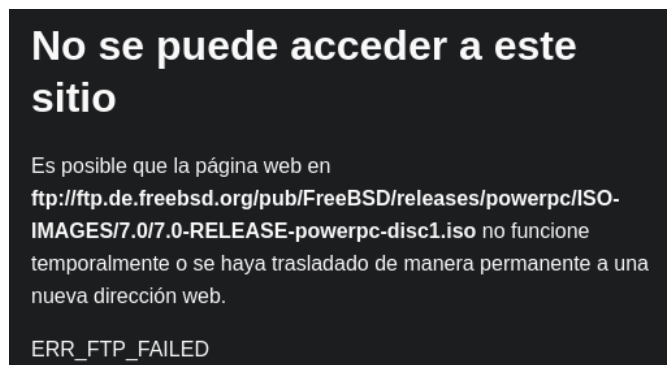 No se puede acceder a este
sitio
Es posible que la página web en
ftp://ftp.de.freebsd.org/pub/FreeBSD/releases/powerpc/ISO-
IMAGES/7.0/7.0-RELEASE-powerpc-disc1.iso no funcione
temporalmente o se haya trasladado de manera permanente a una
nueva dirección web.
ERR_FTP_FAILED